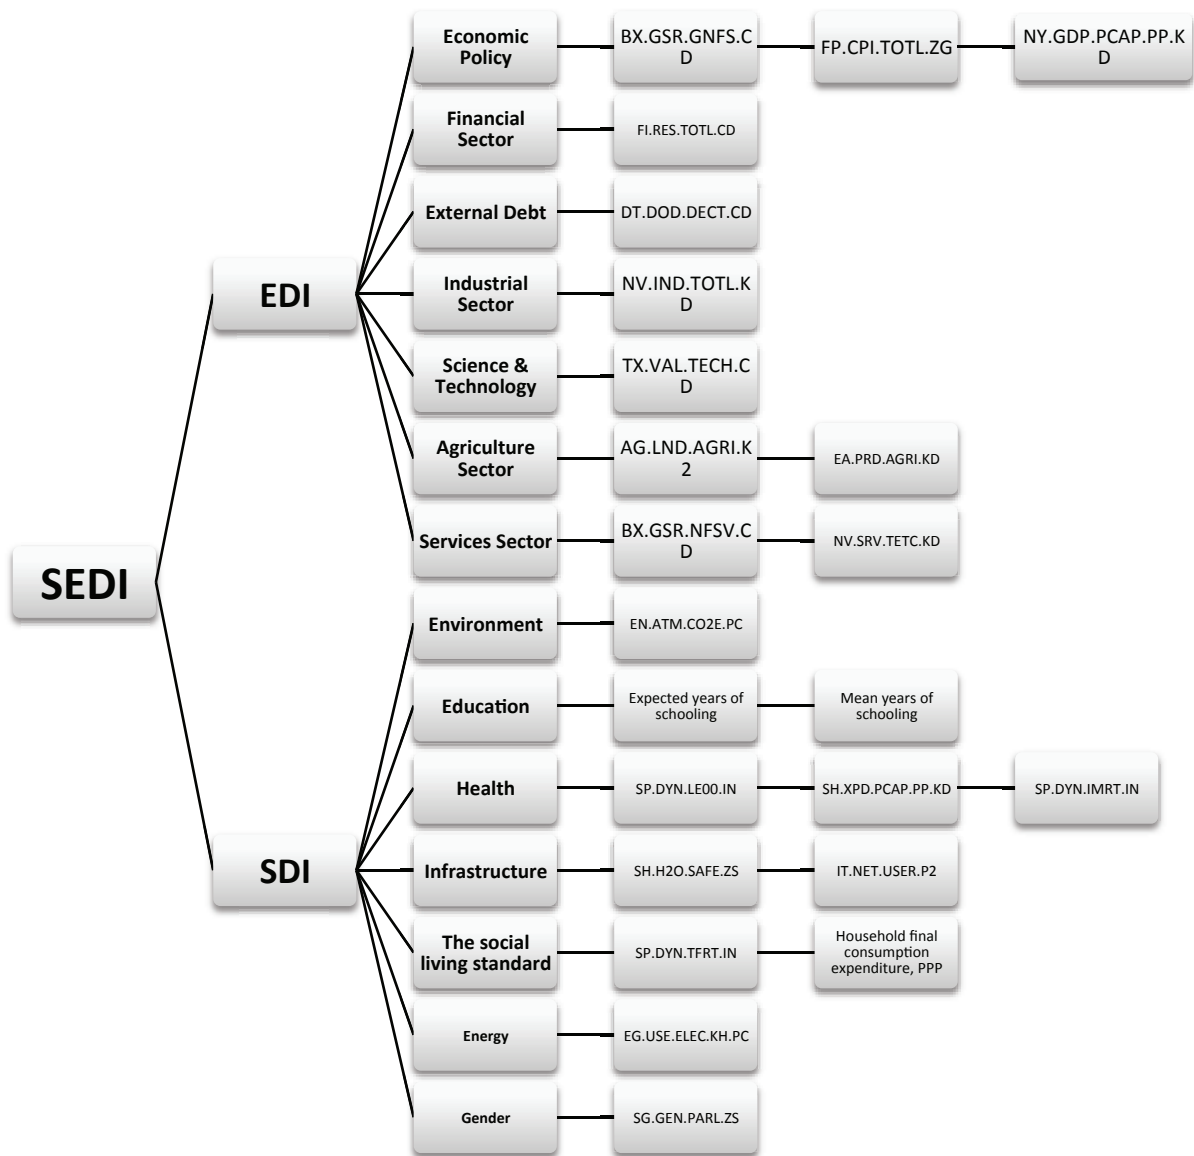 Economic
Policy
BX.GSR.GNFS.C
D
FP.CPI.TOTL.ZG
NY.GDP.PCAP.PP.K
D
Financial
Sector
FI.RES.TOTL.CD
External Debt
DT.DOD.DECT.CD
EDI
Industrial
Sector
NV.IND.TOTL.K
D
Science &
Technology
TX.VAL.TECH.C
D
Agriculture
Sector
AG.LND.AGRI.K
2
EA.PRD.AGRI.KD
Services Sector
BX.GSR.NFSV.C
D
NV.SRV.TETC.KD
SEDI
Environment
EN.ATM.CO2E.PC
Education
Expected years of
schooling
Mean years of
schooling
Health
SP.DYN.LE00.IN
SH.XPD.PCAP.PP.KD
SP.DYN.IMRT.IN
SDI
Infrastructure
SH.H2O.SAFE.ZS
IT.NET.USER.P2
The social
living standard
SP.DYN.TFRT.IN
Household final
consumption
expenditure, PPP
Energy
EG.USE.ELEC.KH.PC
Gender
SG.GEN.PARL.ZS